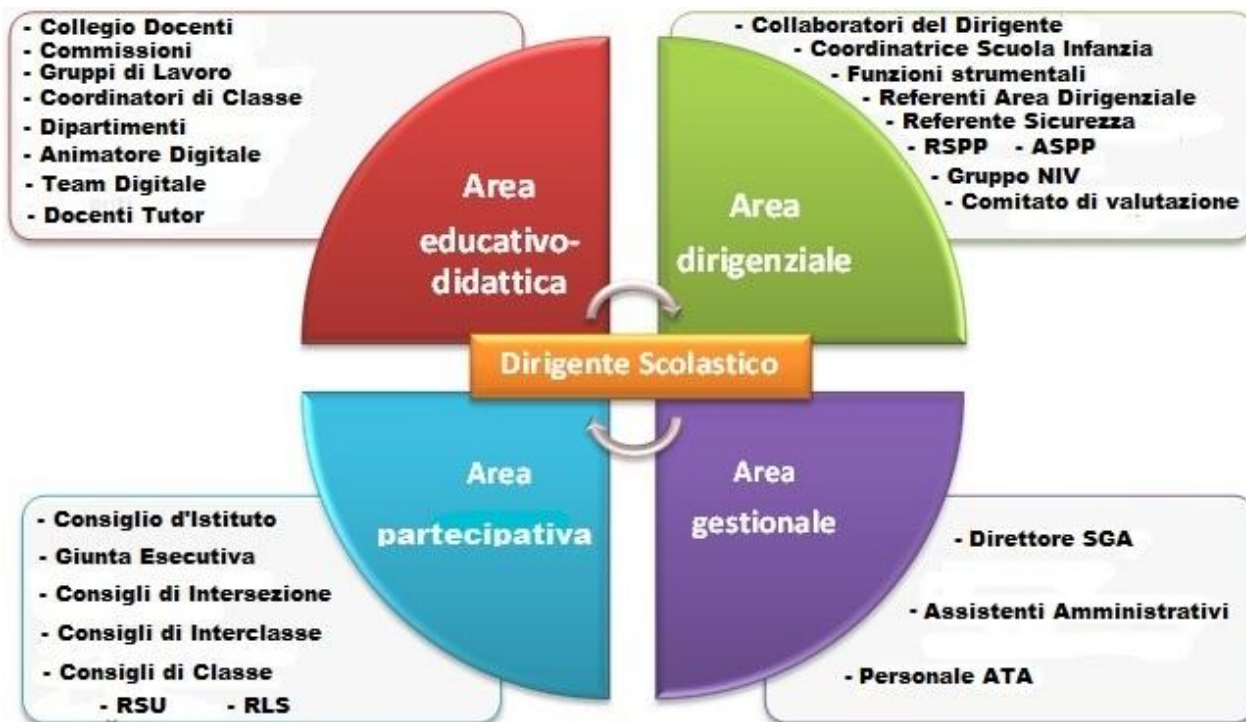 - Collegio Docenti
- Commissioni
- Gruppi di Lavoro
- Coordinatori di Classe
- Dipartimenti
- Animatore Digitale
- Team Digitale
- Docenti Tutor
Area
educativo-
didattica
- Collaboratori del Dirigente
- Coordinatrice Scuola Infanzia
- Funzioni strumentali
- Referenti Area Dirigenziale
- Referente Sicurezza
- RSPP - ASPP
- Gruppo NIV
- Comitato di valutazione
Area
dirigenziale
Dirigente Scolastico
Area
partecipativa
- Consiglio d'Istituto
- Giunta Esecutiva
- Consigli di Intersezione
- Consigli di Interclasse
- Consigli di Classe
- RSU - RLS
Area
gestionale
- Direttore SGA
- Assistenti Amministrativi
- Personale ATA